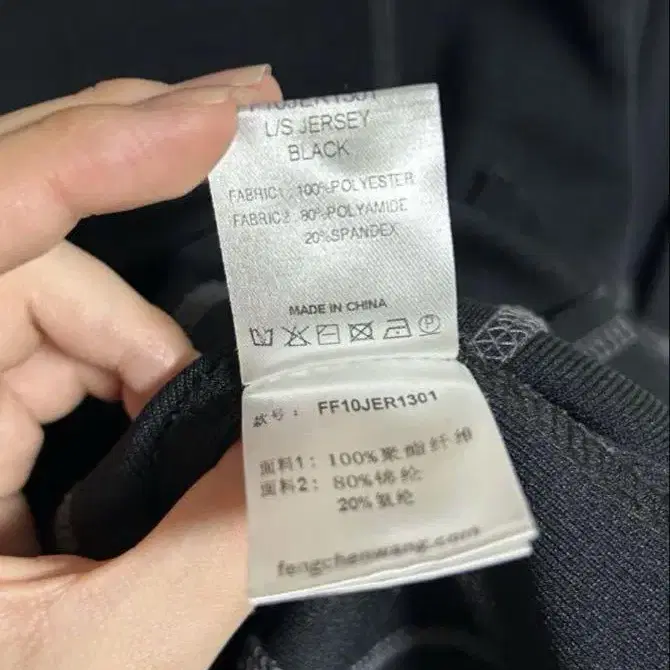 FF10JER1301
L/S JERSEY
BLACK
FABRIC1: 100%POLYESTER
FABRIC2: 80%POLYAMIDE
20%SPANDEX
MADE IN CHINA
P
款号: FF10JER1301
面料1: 100%聚酯纤维
面料2: 80%锦纶
20%氨纶
fengchenwang.com